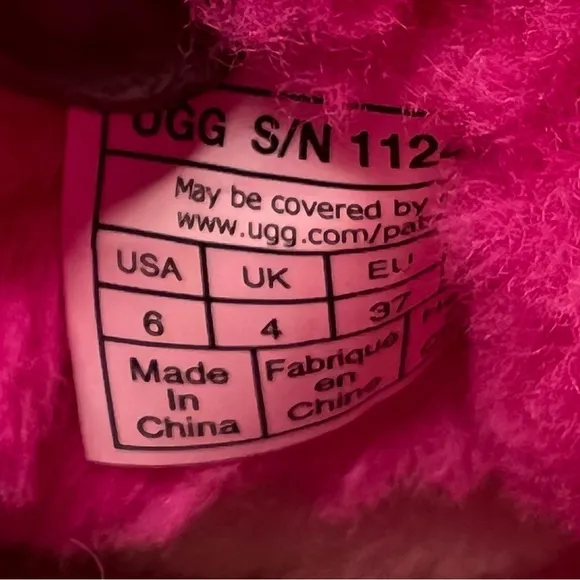 UGG S/N 112
May be covered by
www.ugg.com/pat
USA UK EU
6 4 37
Made
In
China
Fabriqué
en
Chine